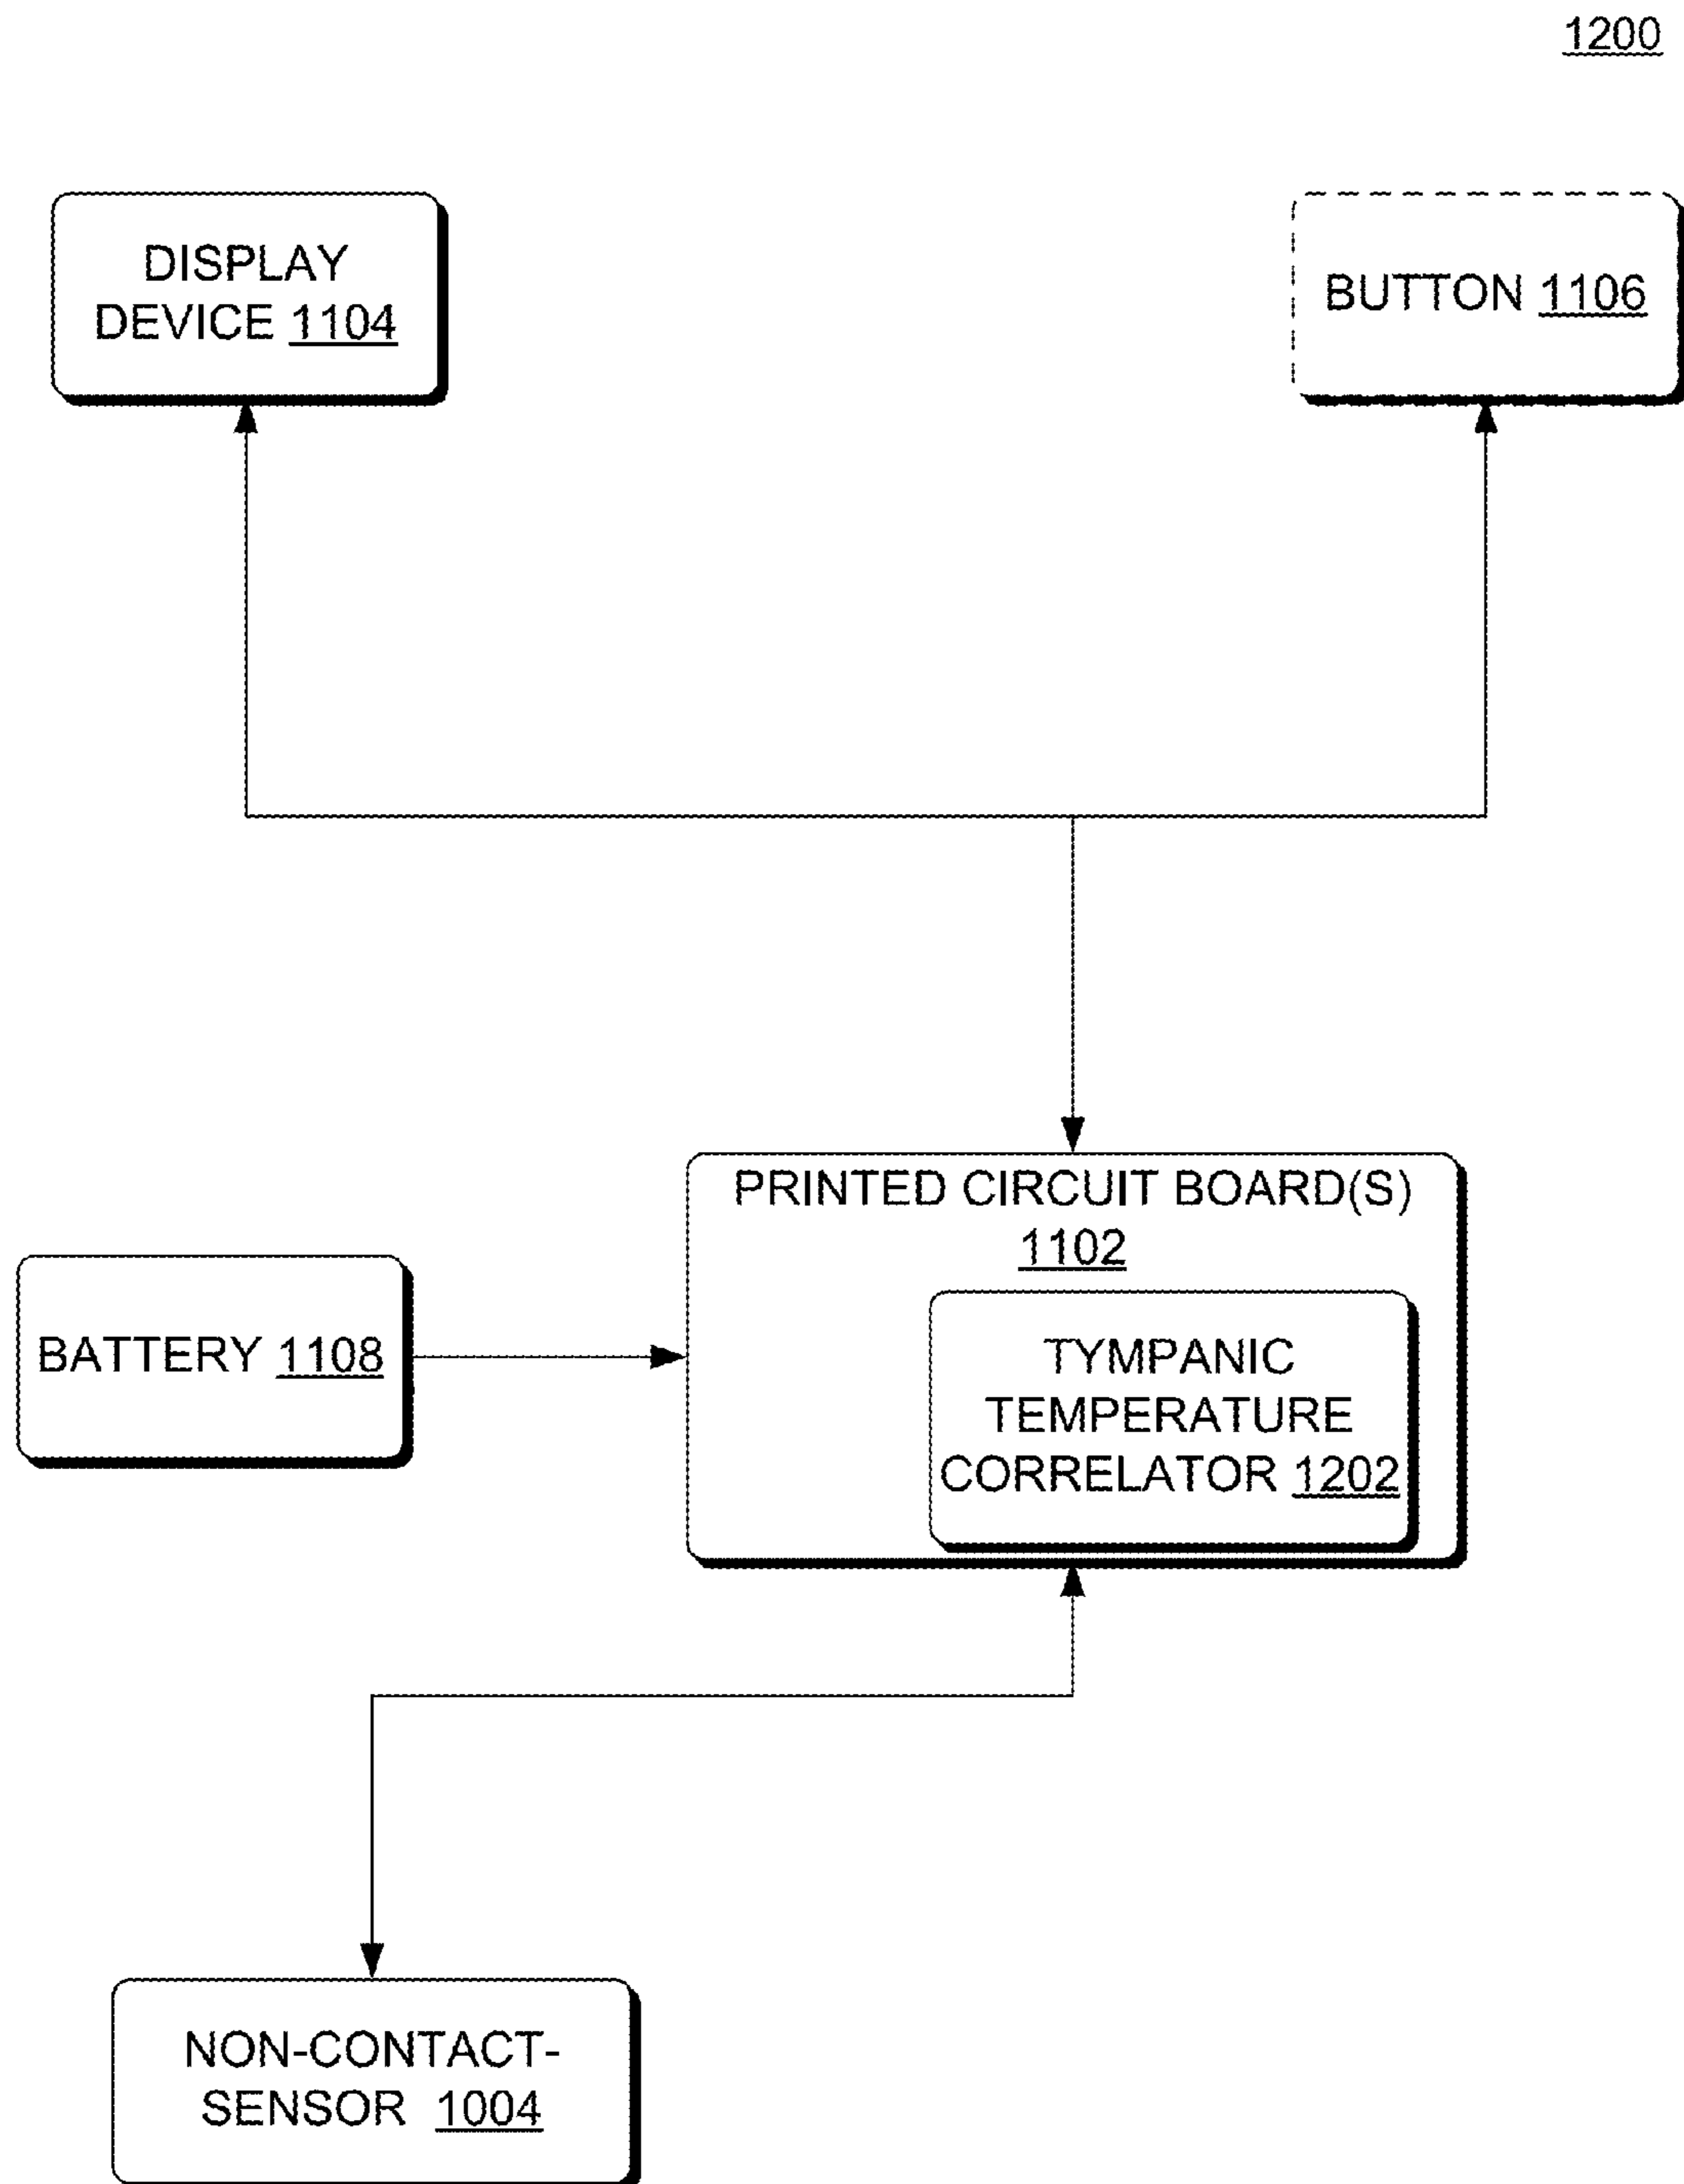 1200
DISPLAY
DEVICE 1104
BUTTON 1106
PRINTED CIRCUIT BOARD(S)
1102
BATTERY 1108
TYMPANIC
TEMPERATURE
CORRELATOR 1202
NON-CONTACT-
SENSOR 1004